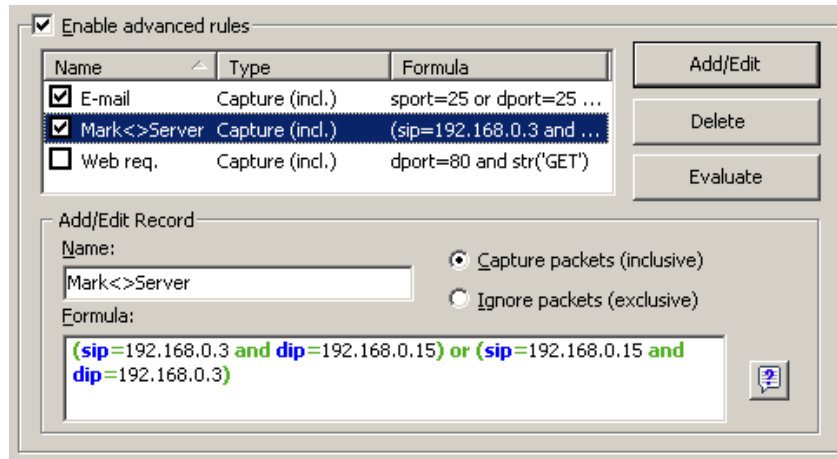 Enable advanced rules
Name Type Formula
E-mail Capture (incl.) sport=25 or dport=25 ...
Mark<>Server Capture (incl.) (sip=192.168.0.3 and ...
Web req. Capture (incl.) dport=80 and str('GET')
Add/Edit
Delete
Evaluate
Add/Edit Record
Name:
Mark<>Server
Capture packets (inclusive)
Ignore packets (exclusive)
Formula:
(sip=192.168.0.3 and dip=192.168.0.15) or (sip=192.168.0.15 and
dip=192.168.0.3)
?